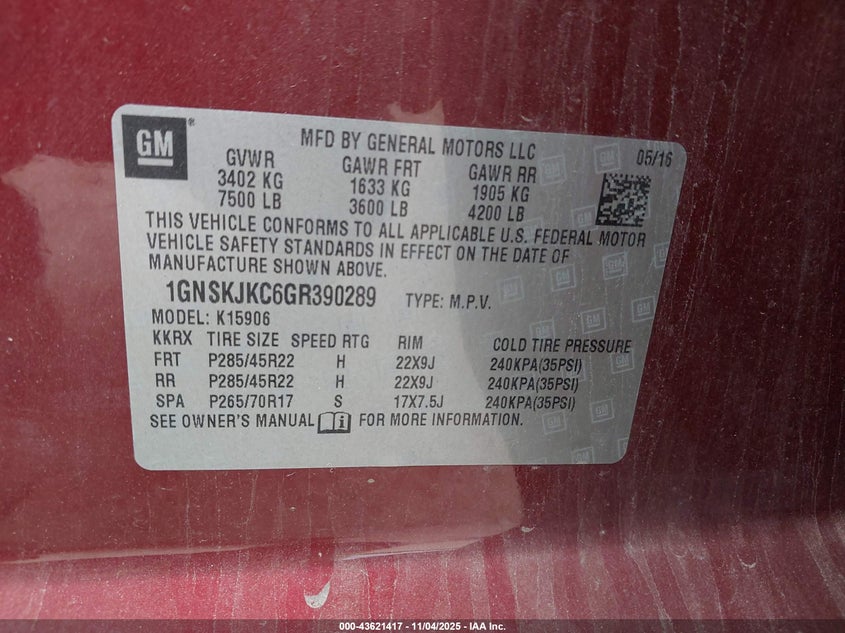 GM ®
MFD BY GENERAL MOTORS LLC 05/16
GVWR GAWR FRT GAWR RR
3402 KG 1633 KG 1905 KG
7500 LB 3600 LB 4200 LB
THIS VEHICLE CONFORMS TO ALL APPLICABLE U.S. FEDERAL MOTOR
VEHICLE SAFETY STANDARDS IN EFFECT ON THE DATE OF
MANUFACTURE SHOWN ABOVE.
1GNSKJKC6GR390289 TYPE: M.P.V.
MODEL: K15906
KKRX TIRE SIZE SPEED RTG RIM COLD TIRE PRESSURE
FRT P285/45R22 H 22X9J 240KPA(35PSI)
RR P285/45R22 H 22X9J 240KPA(35PSI)
SPA P265/70R17 S 17X7.5J 240KPA(35PSI)
SEE OWNER'S MANUAL i FOR MORE INFORMATION.
000-43621417 - 11/04/2025 - IAA Inc.